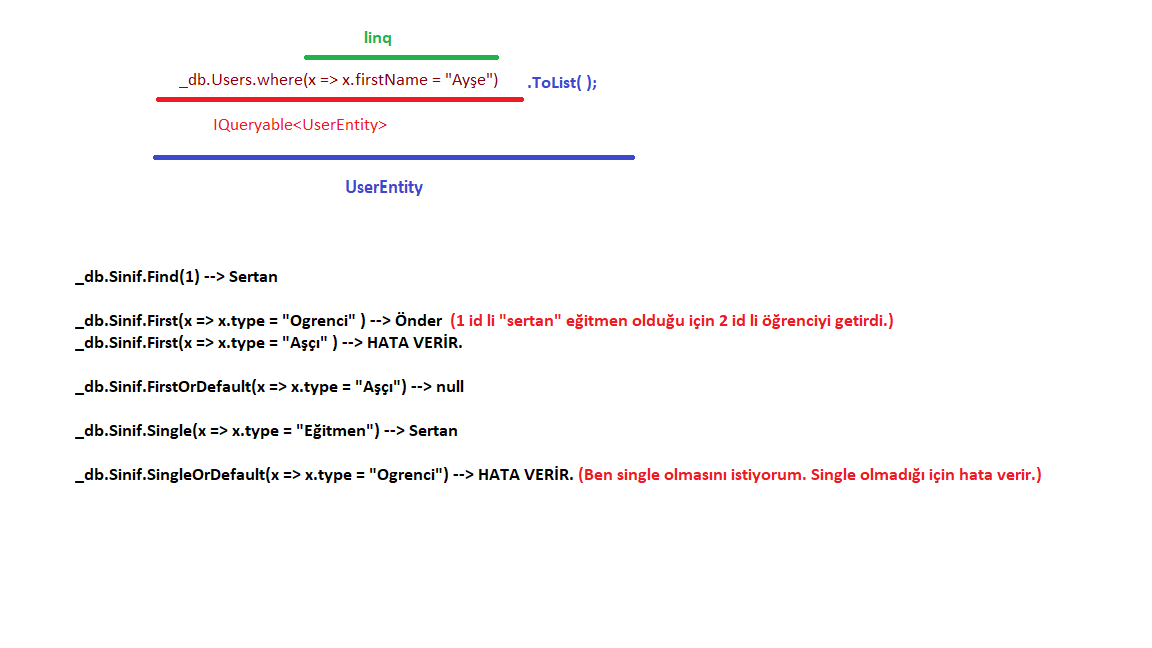 linq
_db.Users.where(x => x.firstName = "Ayşe") .ToList( );
IQueryable<UserEntity>
UserEntity
_db.Sinif.Find(1) --> Sertan
_db.Sinif.First(x => x.type = "Ogrenci" ) --> Önder (1 id li "sertan" eğitmen olduğu için 2 id li öğrenciyi getirdi.)
_db.Sinif.First(x => x.type = "Aşçı" ) --> HATA VERİR.
_db.Sinif.FirstOrDefault(x => x.type = "Aşçı") --> null
_db.Sinif.Single(x => x.type = "Eğitmen") --> Sertan
_db.Sinif.SingleOrDefault(x => x.type = "Ogrenci") --> HATA VERİR. (Ben single olmasını istiyorum. Single olmadığı için hata verir.)